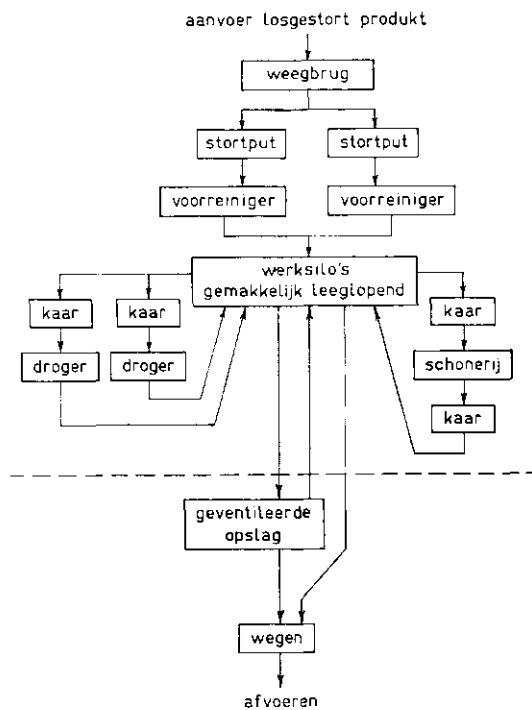 aanvoer losgestort produkt
weegbrug
stortput
stortput
voorreiniger
voorreiniger
werksilo's
gemakkelijk leeglopend
kaar
kaar
kaar
droger
droger
schonerij
kaar
geventileerde
opslag
wegen
afvoeren